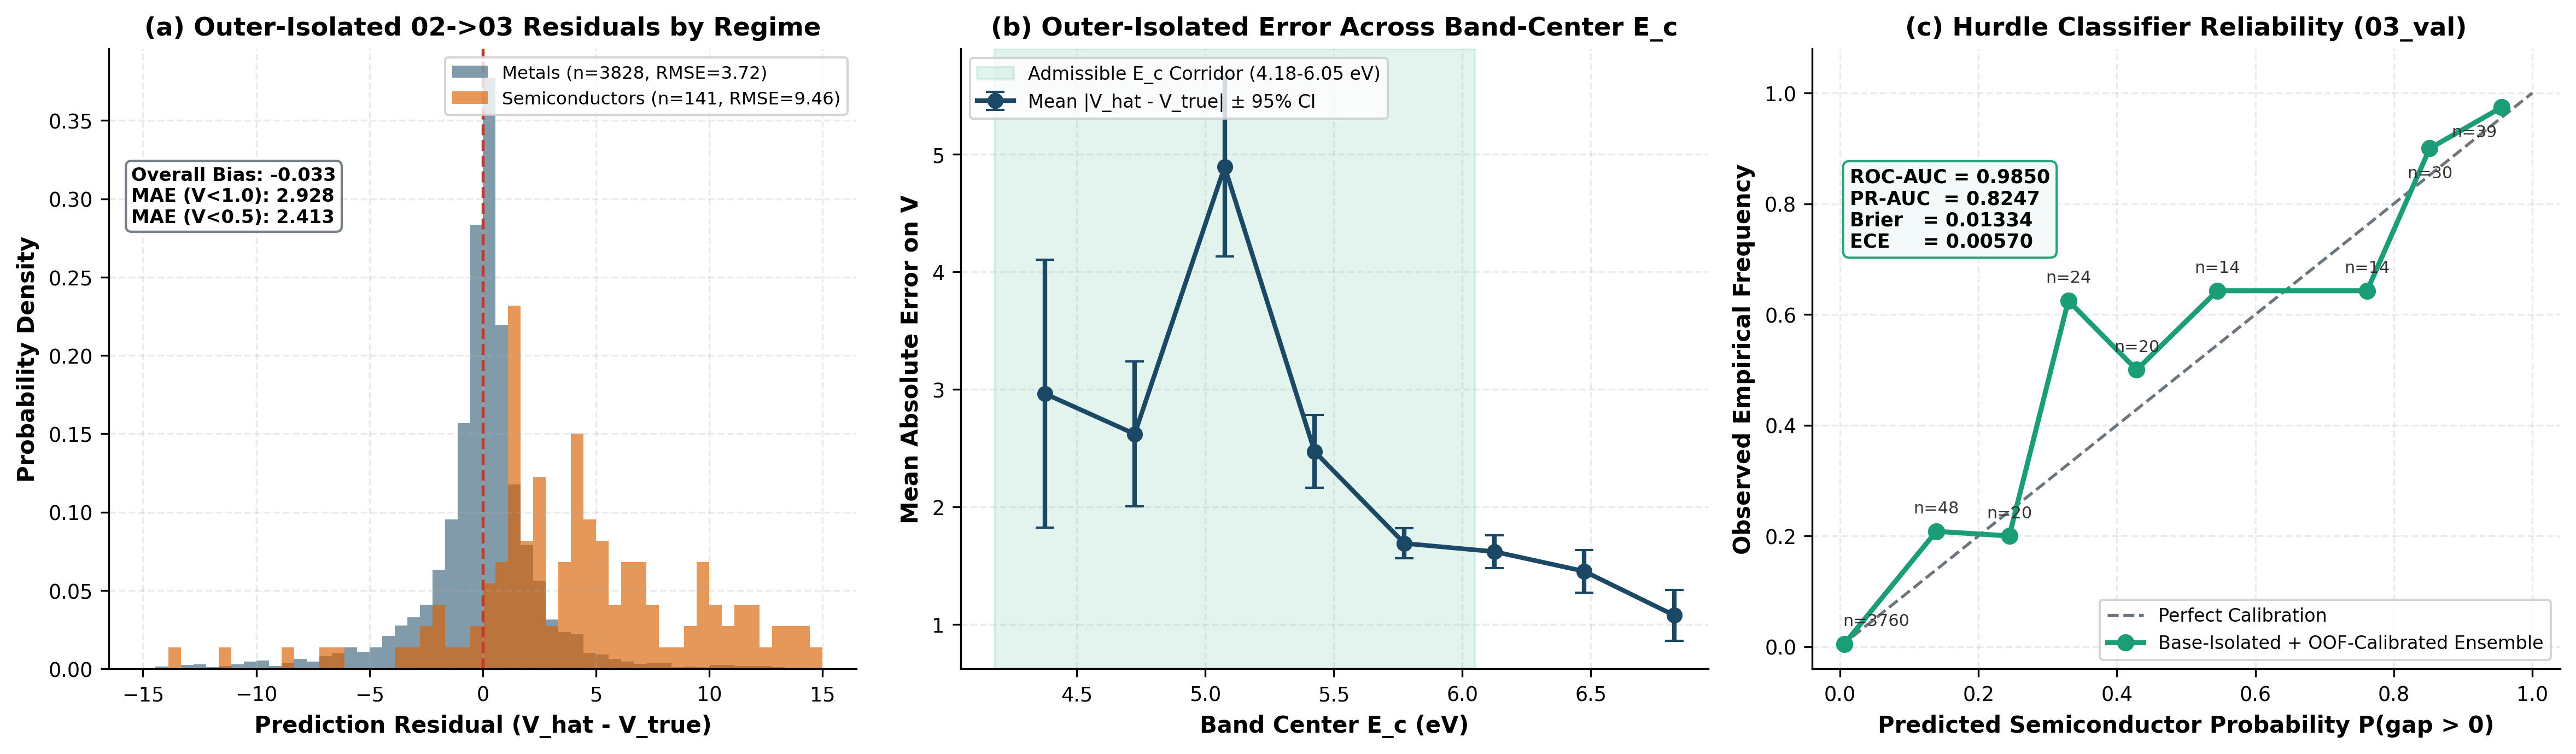 (a) Outer-Isolated 02->03 Residuals by Regime
Metals (n=3828, RMSE=3.72)
Semiconductors (n=141, RMSE=9.46)
Overall Bias: -0.033
MAE (V<1.0): 2.928
MAE (V<0.5): 2.413
Probability Density
0.35
0.30
0.25
0.20
0.15
0.10
0.05
0.00
−15
−10
−5
0
5
10
15
Prediction Residual (V_hat - V_true)
(b) Outer-Isolated Error Across Band-Center E_c
Admissible E_c Corridor (4.18-6.05 eV)
Mean |V_hat - V_true| ± 95% CI
Mean Absolute Error on V
5
4
3
2
1
4.5
5.0
5.5
6.0
6.5
Band Center E_c (eV)
(c) Hurdle Classifier Reliability (03_val)
ROC-AUC = 0.9850
PR-AUC = 0.8247
Brier = 0.01334
ECE = 0.00570
Observed Empirical Frequency
1.0
0.8
0.6
0.4
0.2
0.0
n=3760
n=48
n=20
n=24
n=20
n=14
n=14
n=30
n=39
Perfect Calibration
Base-Isolated + OOF-Calibrated Ensemble
0.0
0.2
0.4
0.6
0.8
1.0
Predicted Semiconductor Probability P(gap > 0)